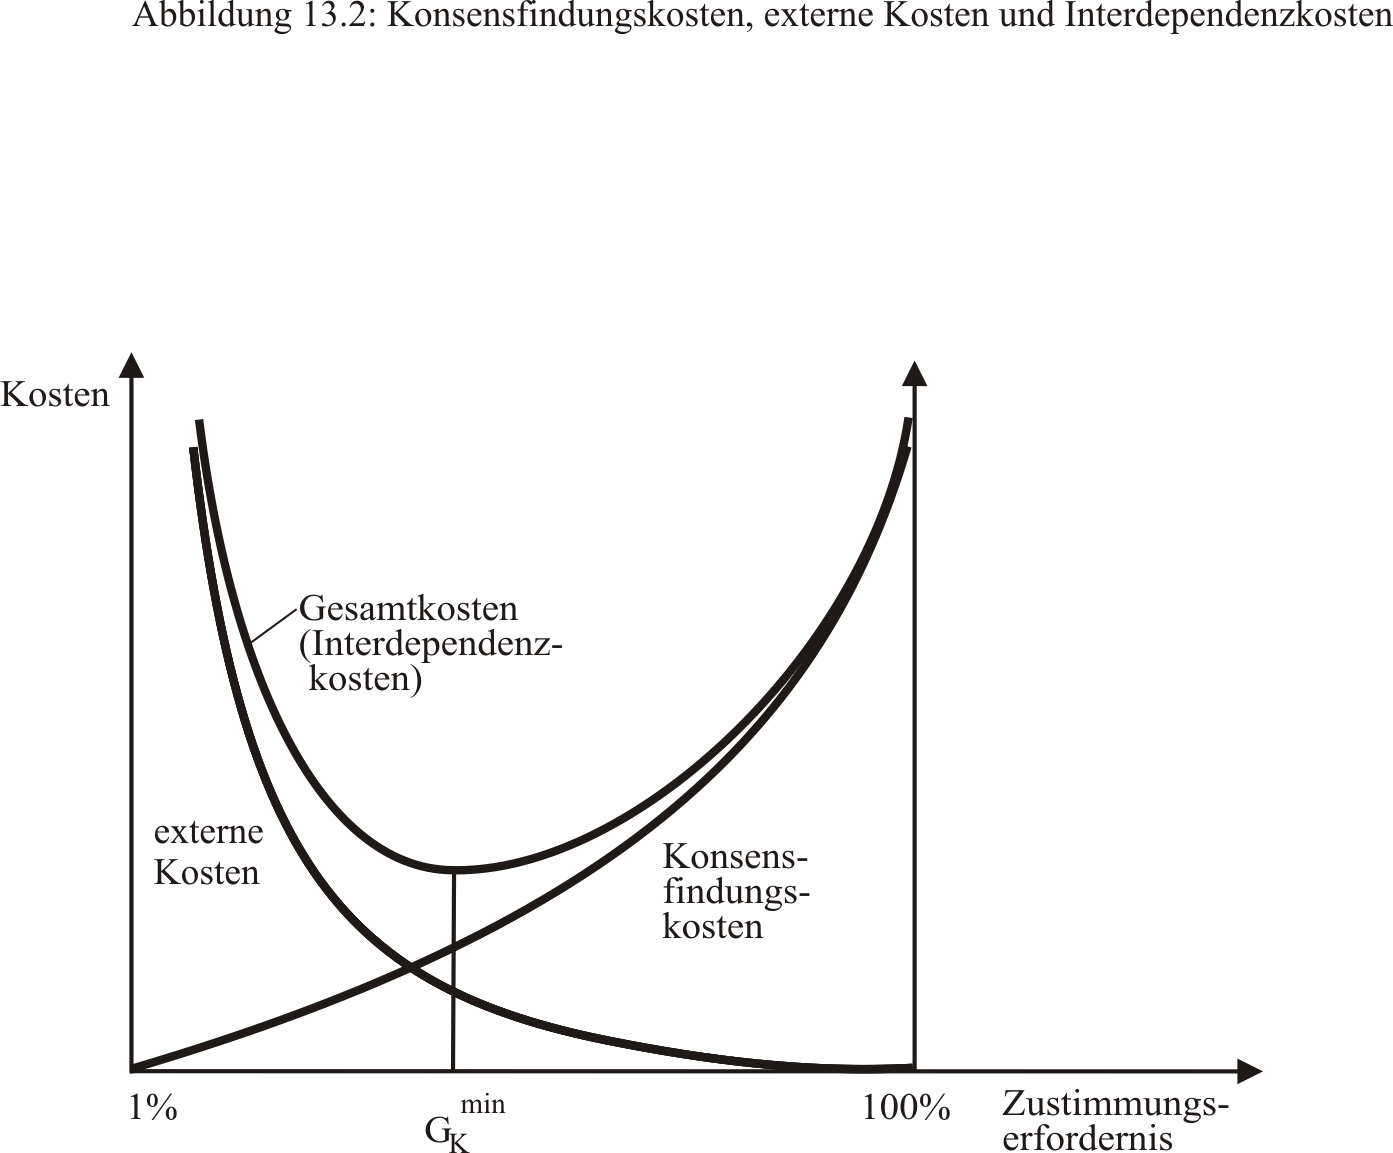 Abbildung 13.2: Konsensfindungskosten, externe Kosten und Interdependenzkosten
Kosten
Gesamtkosten
(Interdependenz-
kosten)
externe
Kosten
Konsens-
findungs-
kosten
1%
G_K^min
100%
Zustimmungs-
erfordernis